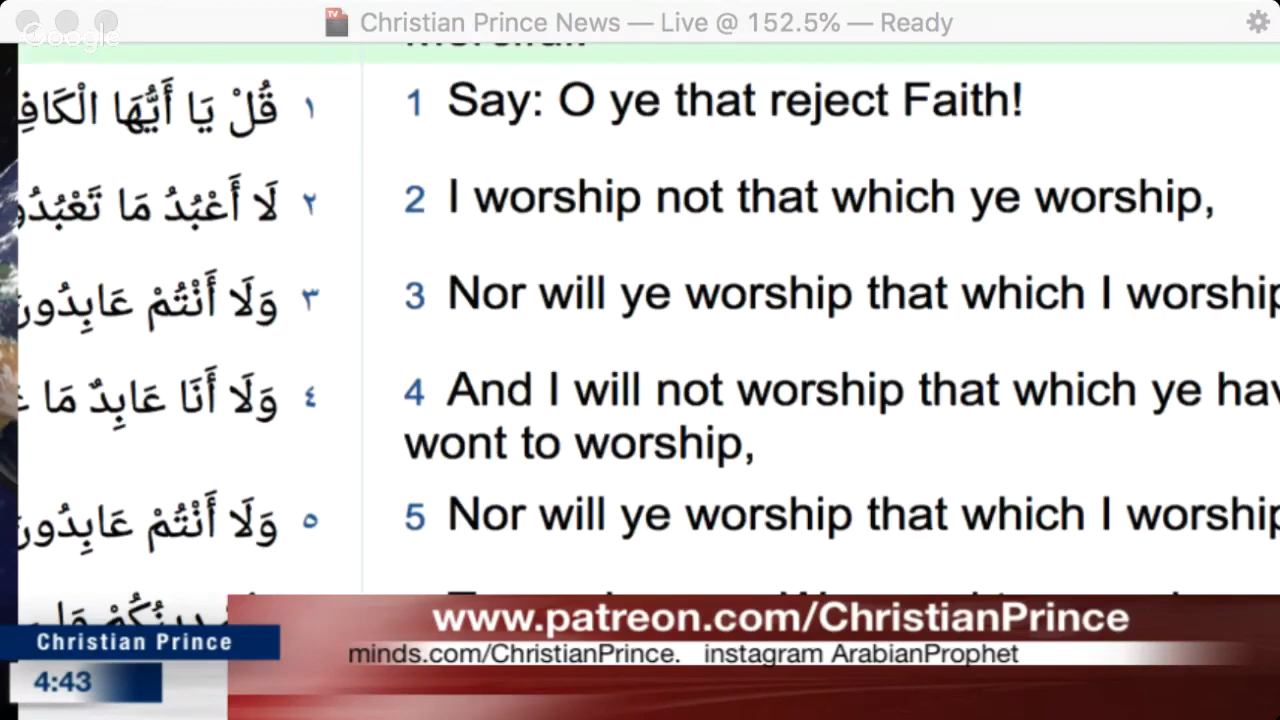 Christian Prince News — Live @ 152.5% — Ready
Google
قُلْ يَا أَيُّهَا ١
1 Say: O ye that reject Faith!
لَا أَعْبُدُ مَا ٢
2 I worship not that which ye worship,
وَلَا أَنْتُمْ ٣
3 Nor will ye worship that which I worship
وَلَا أَنَا عَابِدٌ مَا ٤
4 And I will not worship that which ye
wont to worship,
وَلَا أَنْتُمْ ٥
5 Nor will ye worship that which I worship
www.patreon.com/ChristianPrince
Christian Prince
minds.com/ChristianPrince. instagram ArabianProphet
4:43